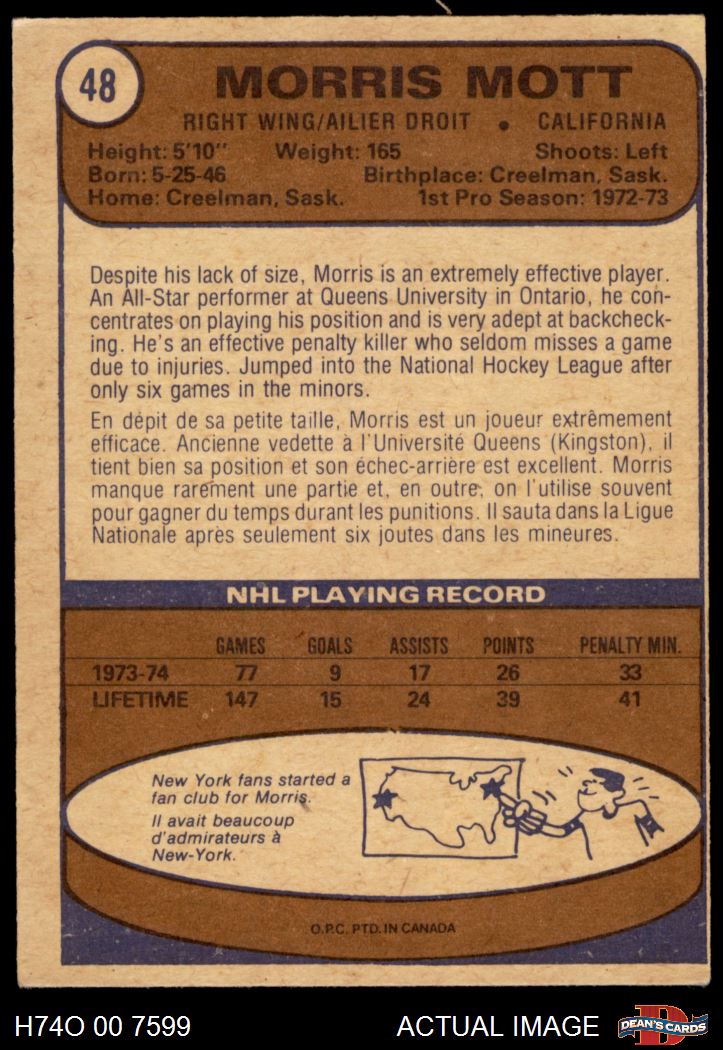 48
MORRIS MOTT
RIGHT WING/AILIER DROIT • CALIFORNIA
Height: 5'10" Weight: 165 Shoots: Left
Born: 5-25-46 Birthplace: Creelman, Sask.
Home: Creelman, Sask. 1st Pro Season: 1972-73
Despite his lack of size, Morris is an extremely effective player.
An All-Star performer at Queens University in Ontario, he con-
centrates on playing his position and is very adept at backcheck-
ing. He's an effective penalty killer who seldom misses a game
due to injuries. Jumped into the National Hockey League after
only six games in the minors.
En dépit de sa petite taille, Morris est un joueur extrêmement
efficace. Ancienne vedette à l'Université Queens (Kingston), il
tient bien sa position et son échec-arrière est excellent. Morris
manque rarement une partie et, en outre, on l'utilise souvent
pour gagner du temps durant les punitions. Il sauta dans la Ligue
Nationale après seulement six joutes dans les mineures.
NHL PLAYING RECORD
GAMES GOALS ASSISTS POINTS PENALTY MIN.
1973-74 77 9 17 26 33
LIFETIME 147 15 24 39 41
New York fans started a
fan club for Morris.
Il avait beaucoup
d'admirateurs à
New-York.
O.P.C. PTD. IN CANADA
H74O 00 7599 ACTUAL IMAGE
D
DEAN'S CARDS